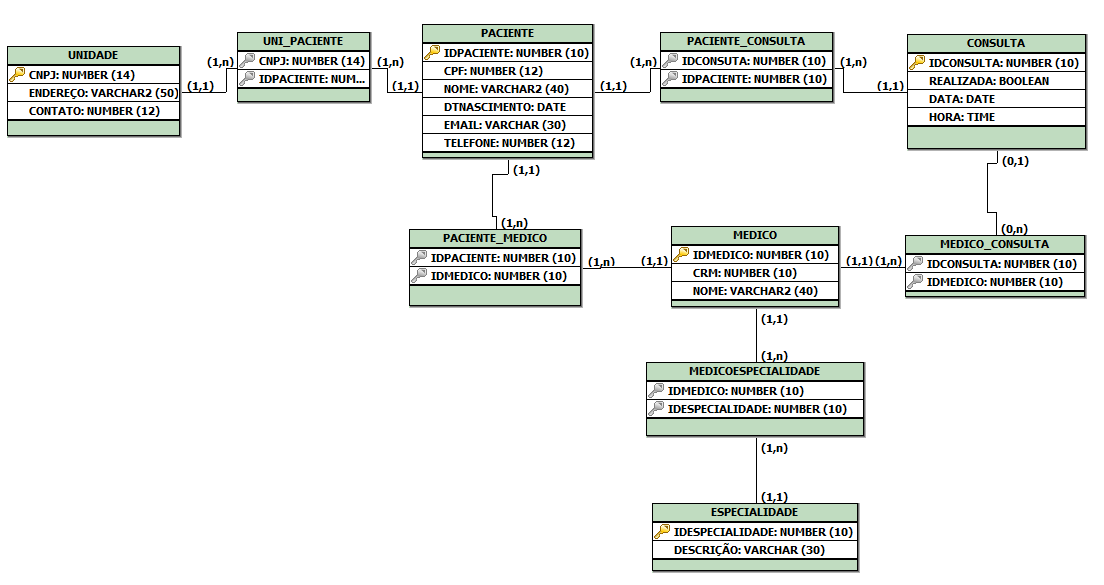 UNIDADE
CNPJ: NUMBER (14)
ENDEREÇO: VARCHAR2 (50)
CONTATO: NUMBER (12)
(1,1)
(1,n)
UNI_PACIENTE
CNPJ: NUMBER (14)
IDPACIENTE: NUM...
(1,n)
(1,1)
PACIENTE
IDPACIENTE: NUMBER (10)
CPF: NUMBER (12)
NOME: VARCHAR2 (40)
DTNASCIMENTO: DATE
EMAIL: VARCHAR (30)
TELEFONE: NUMBER (12)
(1,1)
(1,n)
PACIENTE_CONSULTA
IDCONSUTA: NUMBER (10)
IDPACIENTE: NUMBER (10)
(1,n)
(1,1)
CONSULTA
IDCONSULTA: NUMBER (10)
REALIZADA: BOOLEAN
DATA: DATE
HORA: TIME
(1,1)
(1,n)
(0,1)
(0,n)
PACIENTE_MEDICO
IDPACIENTE: NUMBER (10)
IDMEDICO: NUMBER (10)
(1,n)
(1,1)
MEDICO
IDMEDICO: NUMBER (10)
CRM: NUMBER (10)
NOME: VARCHAR2 (40)
(1,1)
(1,n)
MEDICO_CONSULTA
IDCONSULTA: NUMBER (10)
IDMEDICO: NUMBER (10)
(1,1)
(1,n)
MEDICOESPECIALIDADE
IDMEDICO: NUMBER (10)
IDESPECIALIDADE: NUMBER (10)
(1,n)
(1,1)
ESPECIALIDADE
IDESPECIALIDADE: NUMBER (10)
DESCRIÇÃO: VARCHAR (30)